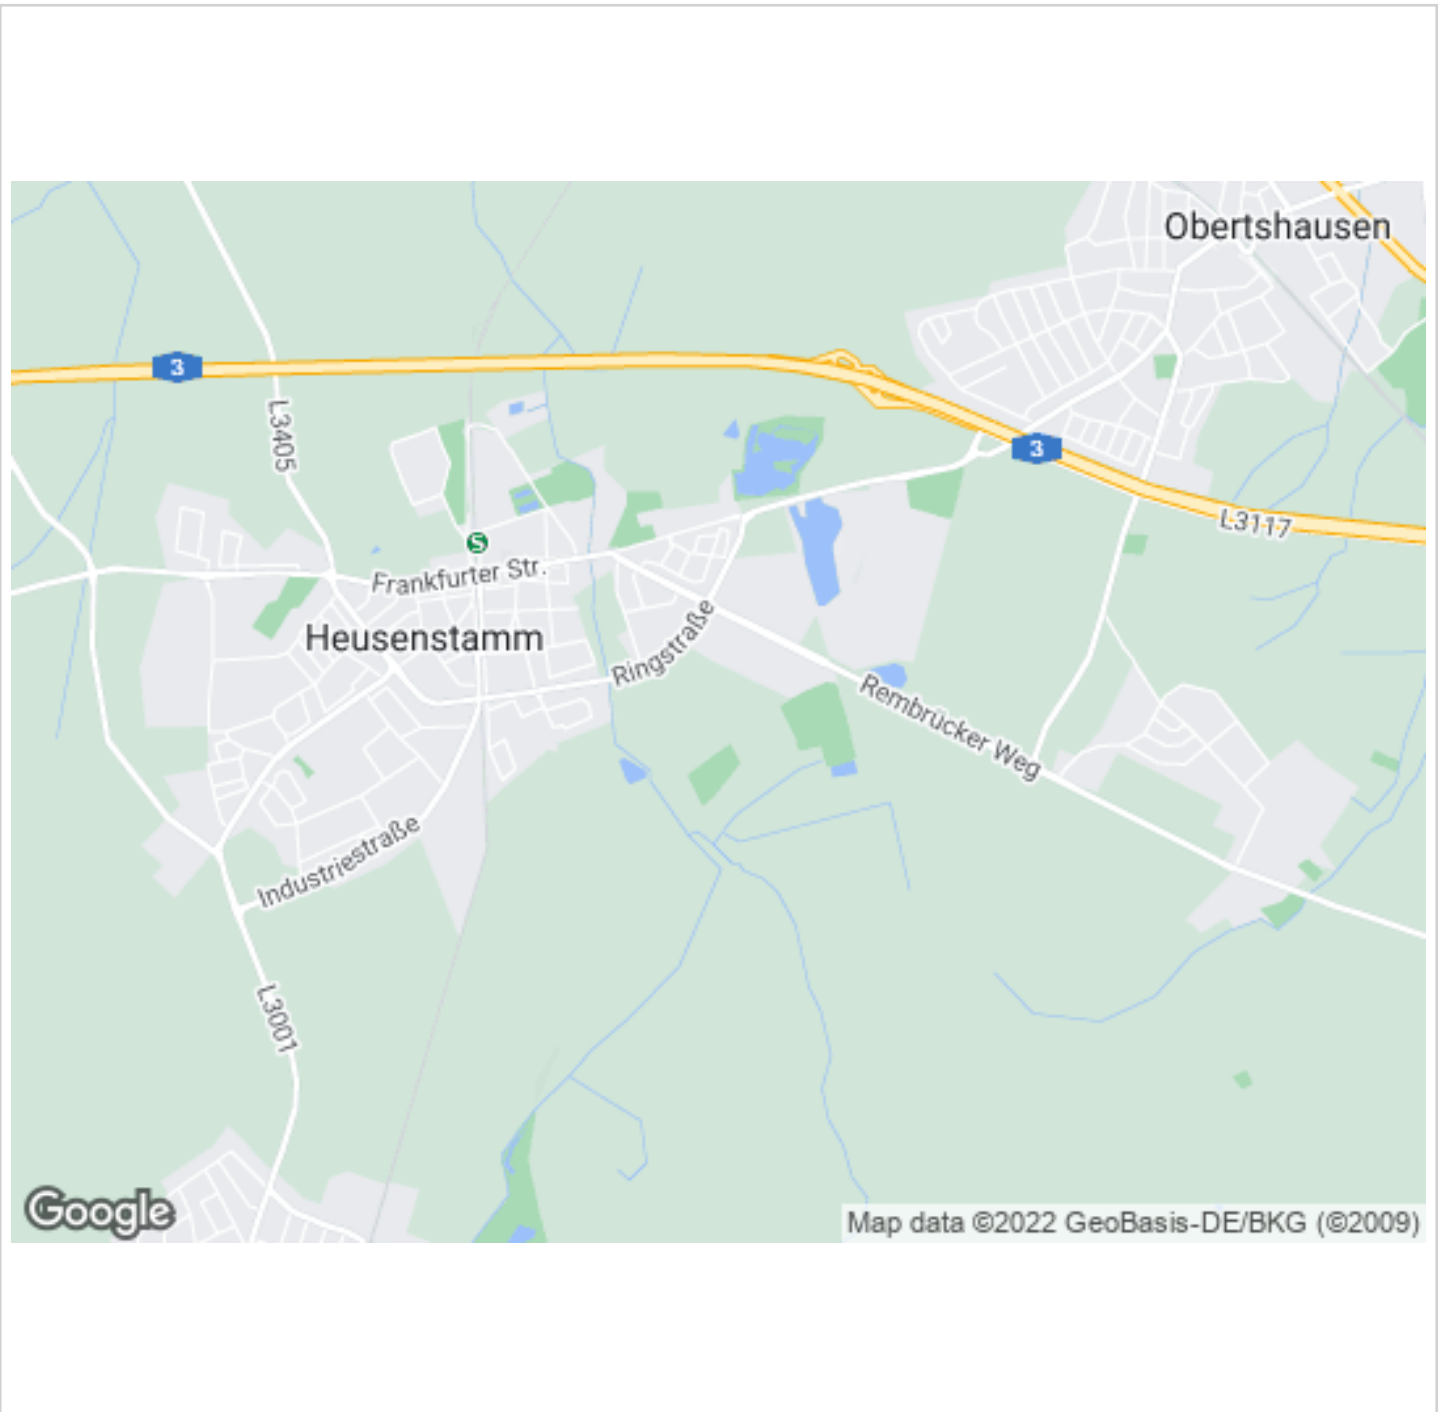 Obertshausen
3
L3405
3
L3117
S
Frankfurter Str.
Heusenstamm
Ringstraße
Rembrücker Weg
Industriestraße
L3001
Google
Map data ©2022 GeoBasis-DE/BKG (©2009)